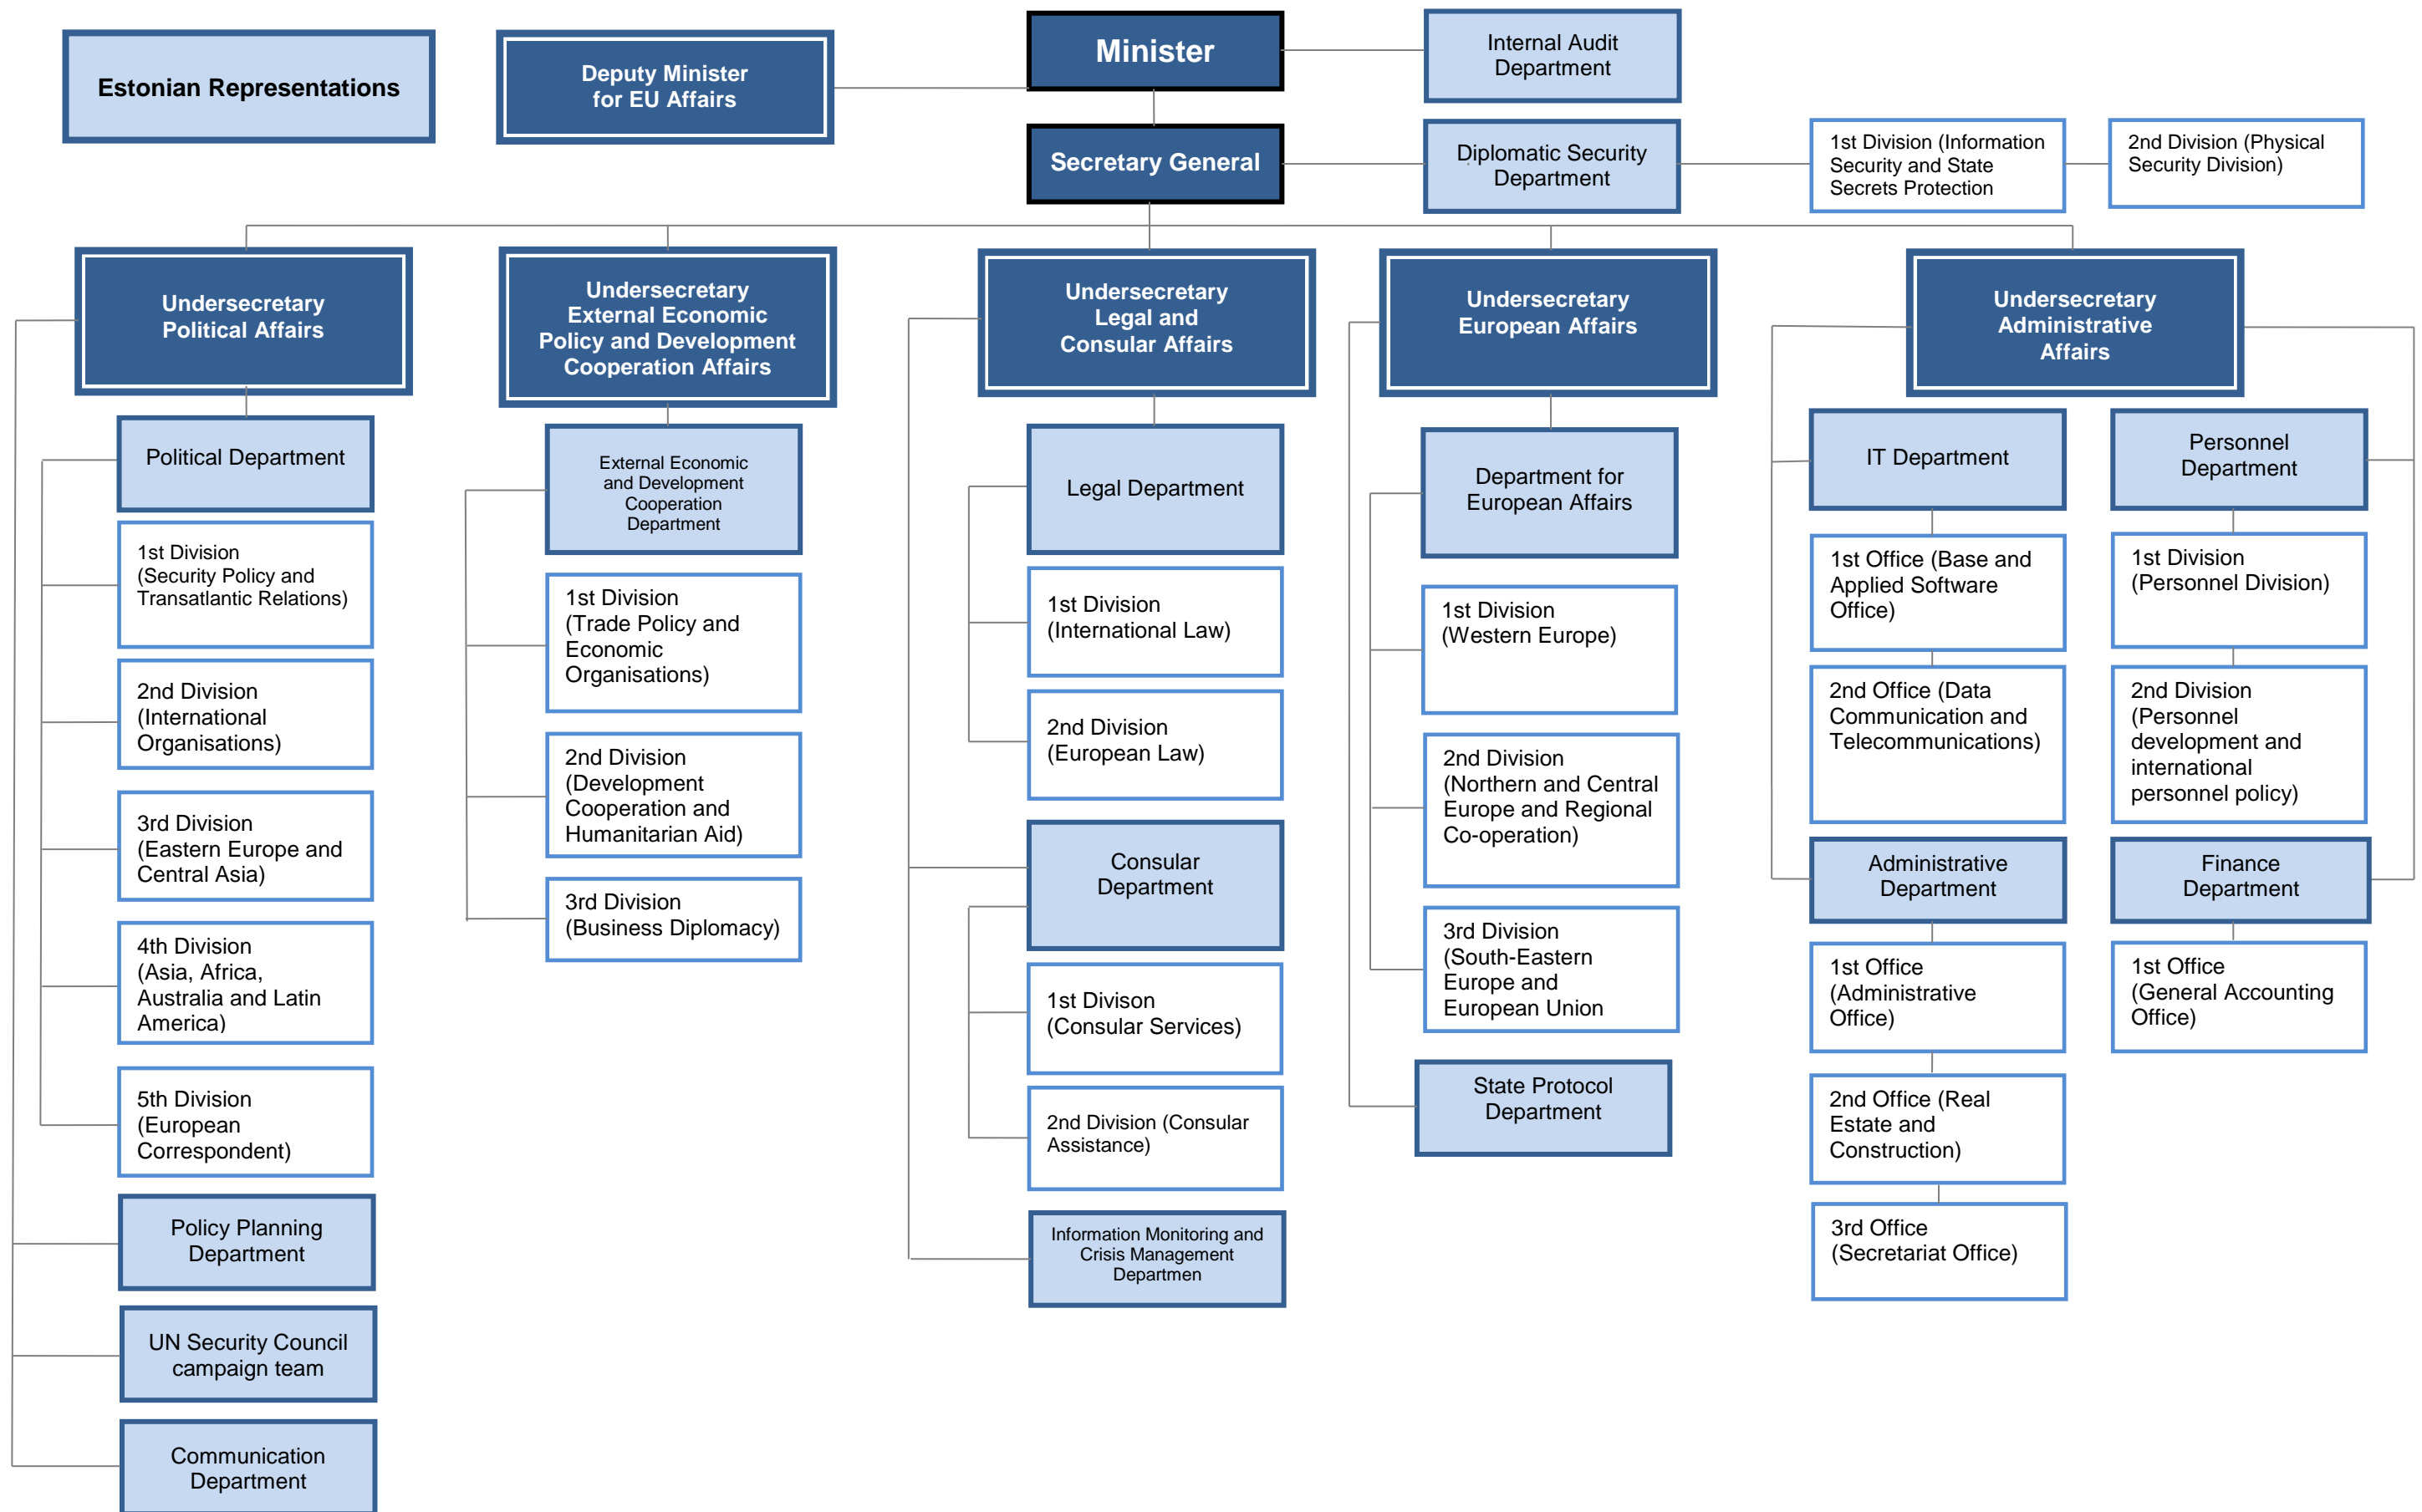 Estonian Representations
Deputy Minister
for EU Affairs
Minister
Internal Audit
Department
Secretary General
Diplomatic Security
Department
1st Division (Information
Security and State
Secrets Protection
2nd Division (Physical
Security Division)
Undersecretary
Political Affairs
Undersecretary
External Economic
Policy and Development
Cooperation Affairs
Undersecretary
Legal and
Consular Affairs
Undersecretary
European Affairs
Undersecretary
Administrative
Affairs
Political Department
1st Division
(Security Policy and
Transatlantic Relations)
2nd Division
(International
Organisations)
3rd Division
(Eastern Europe and
Central Asia)
4th Division
(Asia, Africa,
Australia and Latin
America)
5th Division
(European
Correspondent)
Policy Planning
Department
UN Security Council
campaign team
Communication
Department
External Economic
and Development
Cooperation
Department
1st Division
(Trade Policy and
Economic
Organisations)
2nd Division
(Development
Cooperation and
Humanitarian Aid)
3rd Division
(Business Diplomacy)
Legal Department
1st Division
(International Law)
2nd Division
(European Law)
Consular
Department
1st Divison
(Consular Services)
2nd Division (Consular
Assistance)
Information Monitoring and
Crisis Management
Departmen
Department for
European Affairs
1st Division
(Western Europe)
2nd Division
(Northern and Central
Europe and Regional
Co-operation)
3rd Division
(South-Eastern
Europe and
European Union
State Protocol
Department
IT Department
1st Office (Base and
Applied Software
Office)
2nd Office (Data
Communication and
Telecommunications)
Administrative
Department
1st Office
(Administrative
Office)
2nd Office (Real
Estate and
Construction)
3rd Office
(Secretariat Office)
Personnel
Department
1st Division
(Personnel Division)
2nd Division
(Personnel
development and
international
personnel policy)
Finance
Department
1st Office
(General Accounting
Office)